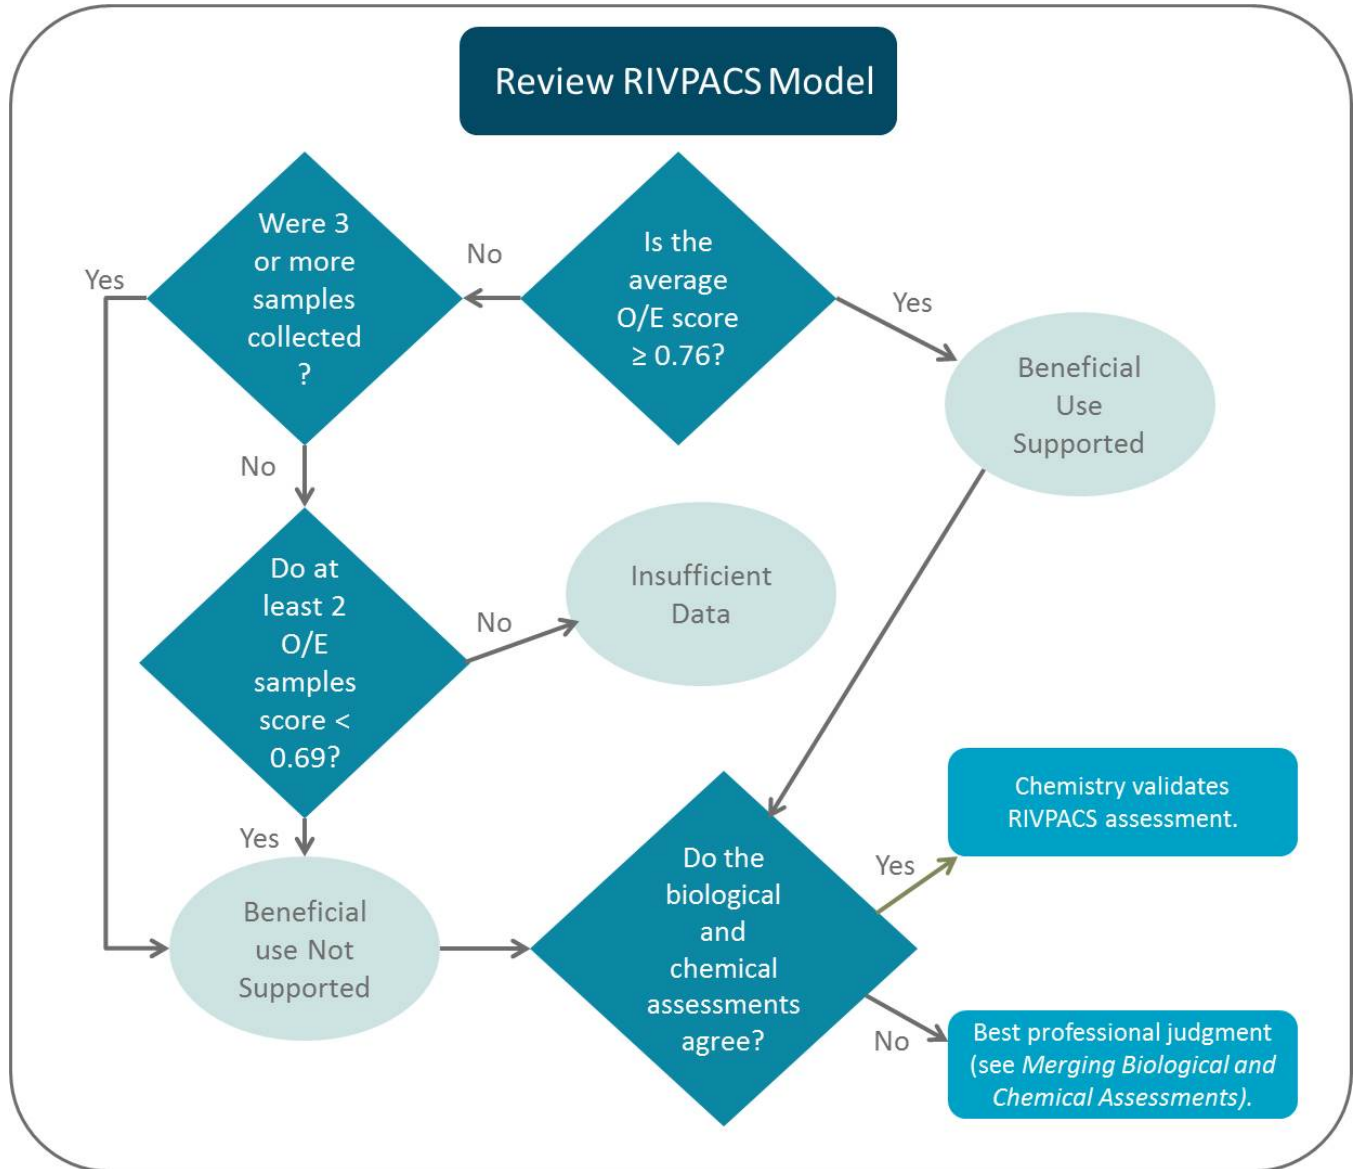 Review RIVPACS Model
Were 3
or more
samples
collected
?
No
Is the
average
O/E score
≥ 0.76?
Yes
Yes
Beneficial
Use
Supported
No
Do at
least 2
O/E
samples
score <
0.69?
No
Insufficient
Data
Yes
Beneficial
use Not
Supported
Do the
biological
and
chemical
assessments
agree?
Yes
Chemistry validates
RIVPACS assessment.
No
Best professional judgment
(see Merging Biological and
Chemical Assessments).